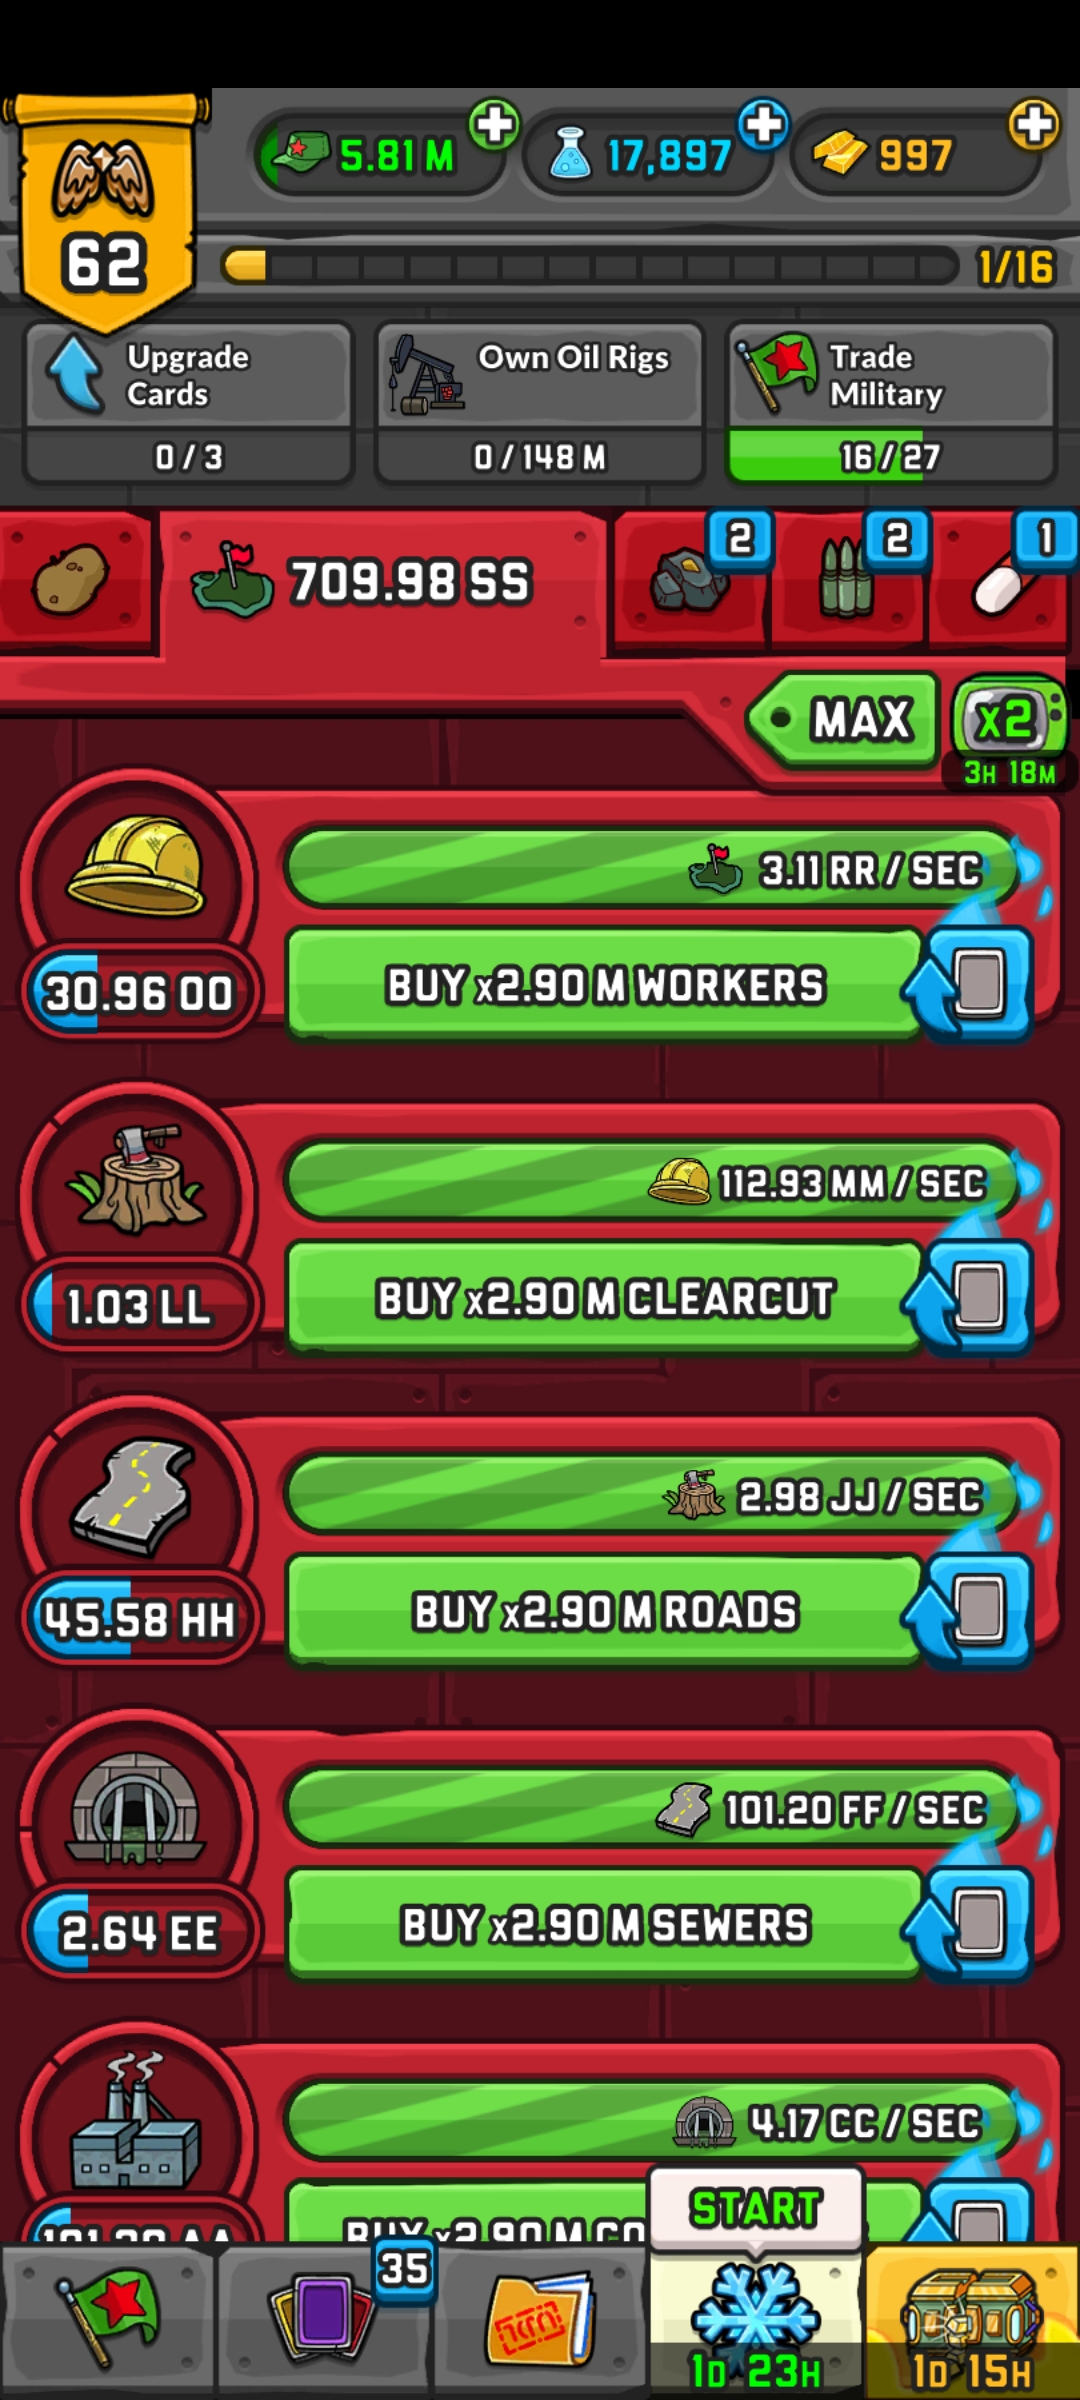 5.81 M
17,897
997
62
1/16
Upgrade
Cards
0 / 3
Own Oil Rigs
0 / 148 M
Trade
Military
16 / 27
709.98 SS
2
2
1
MAX
x2
3H 18M
3.11 RR / SEC
30.96 OO
BUY x2.90 M WORKERS
112.93 MM / SEC
1.03 LL
BUY x2.90 M CLEARCUT
2.98 JJ / SEC
45.58 HH
BUY x2.90 M ROADS
101.20 FF / SEC
2.64 EE
BUY x2.90 M SEWERS
4.17 CC / SEC
BUY x2.90 M
START
35
1D 23H
1D 15H